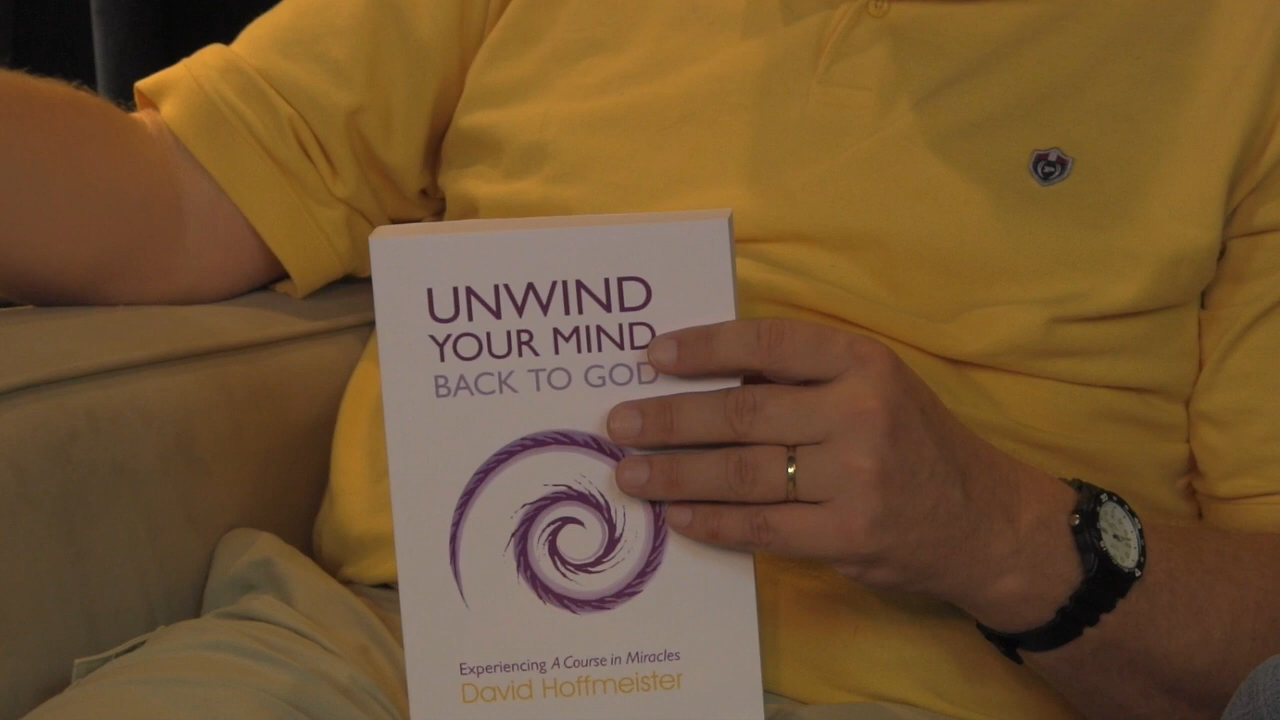 UNWIND
YOUR MIND
BACK TO GOD
Experiencing A Course in Miracles
David Hoffmeister